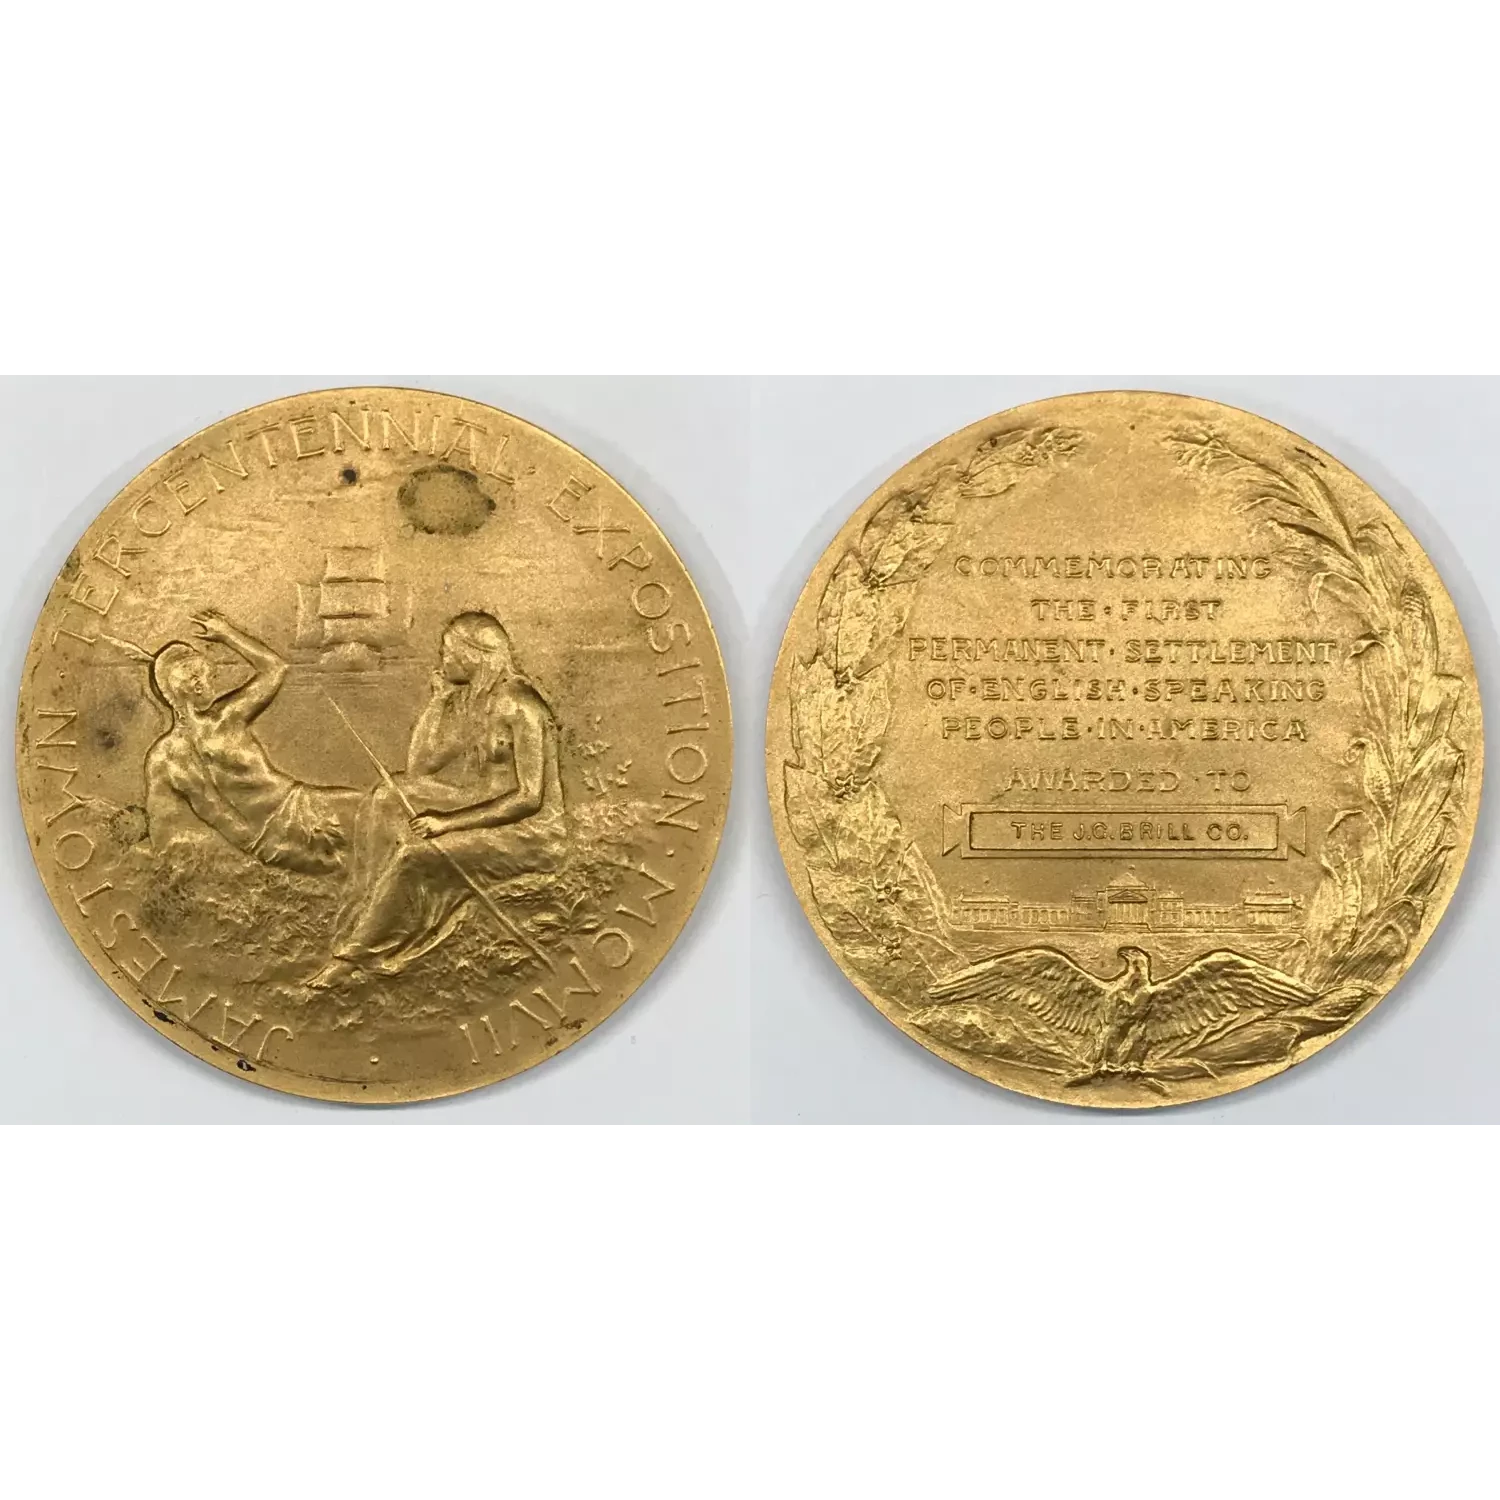 JAMESTOWN · TERCENTENNIAL · EXPOSITION · MCMVII ·
COMMEMORATING
THE · FIRST
PERMANENT · SETTLEMENT
OF · ENGLISH · SPEAKING
PEOPLE · IN · AMERICA
AWARDED · TO
THE J.G. BRILL CO.